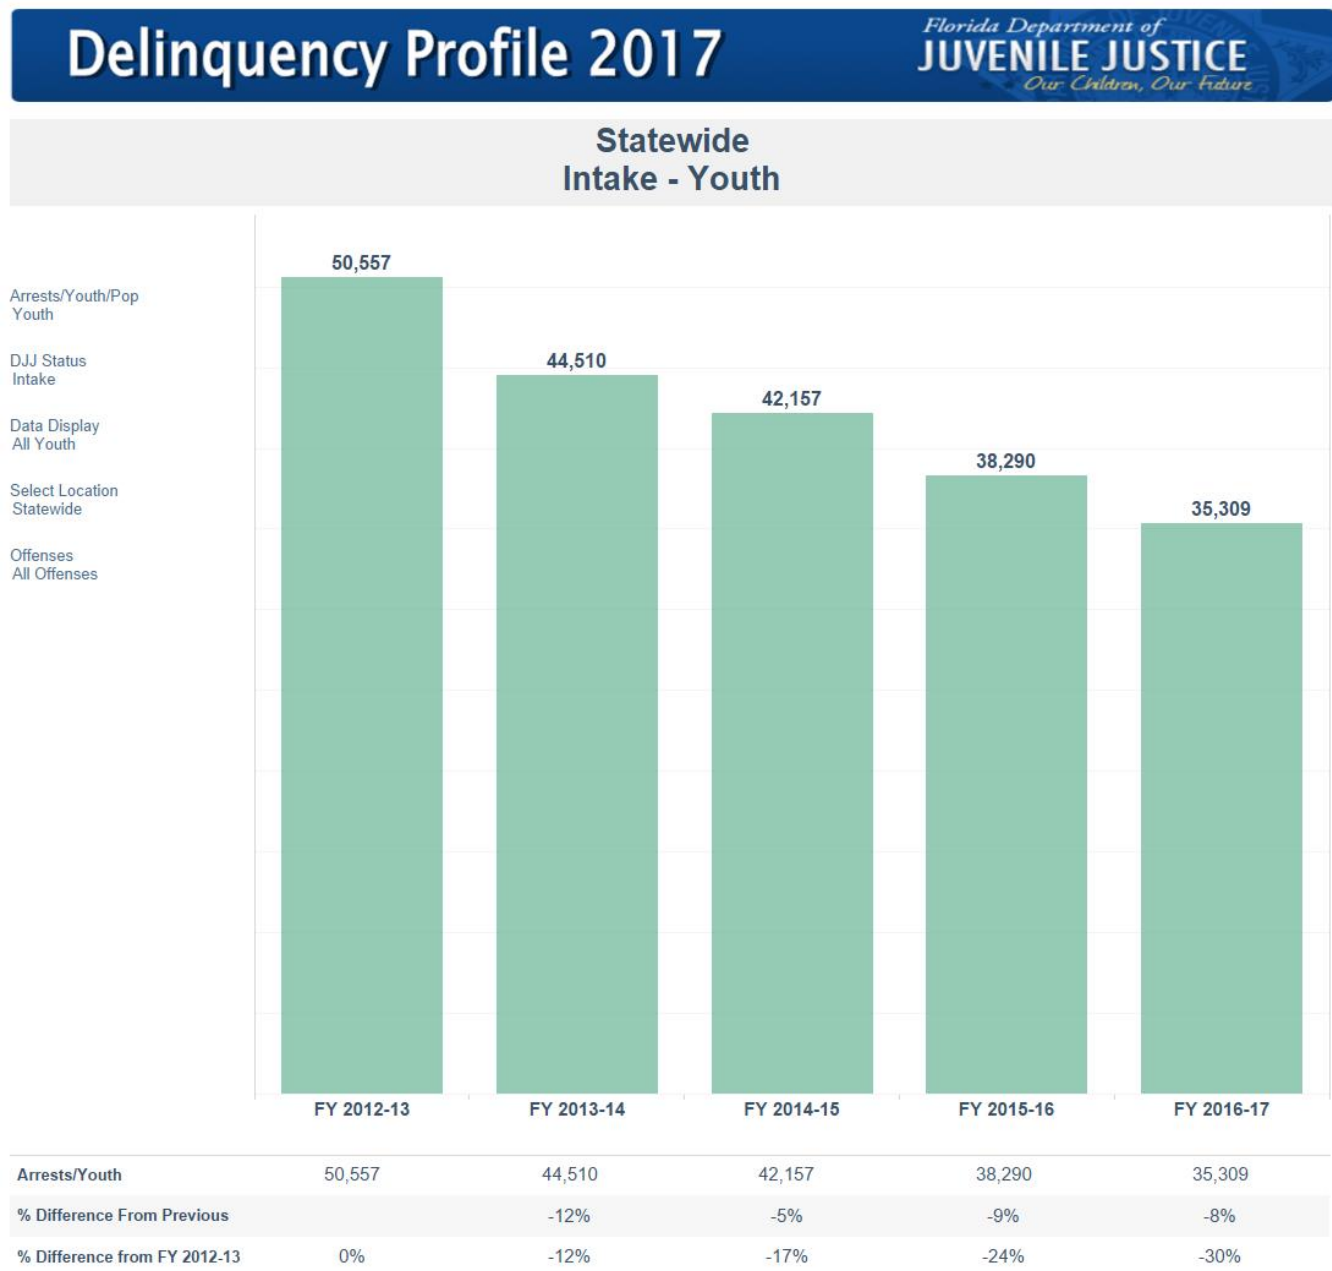 Delinquency Profile 2017
Florida Department of
JUVENILE JUSTICE
Our Children, Our Future
Statewide
Intake - Youth
Arrests/Youth/Pop
Youth
DJJ Status
Intake
Data Display
All Youth
Select Location
Statewide
Offenses
All Offenses
50,557
44,510
42,157
38,290
35,309
FY 2012-13 FY 2013-14 FY 2014-15 FY 2015-16 FY 2016-17
Arrests/Youth 50,557 44,510 42,157 38,290 35,309
% Difference From Previous -12% -5% -9% -8%
% Difference from FY 2012-13 0% -12% -17% -24% -30%